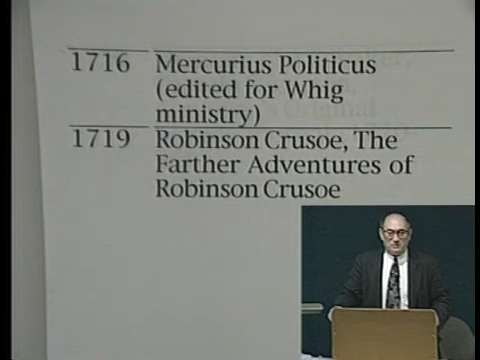 1716 Mercurius Politicus
(edited for Whig
ministry)
1719 Robinson Crusoe, The
Farther Adventures of
Robinson Crusoe